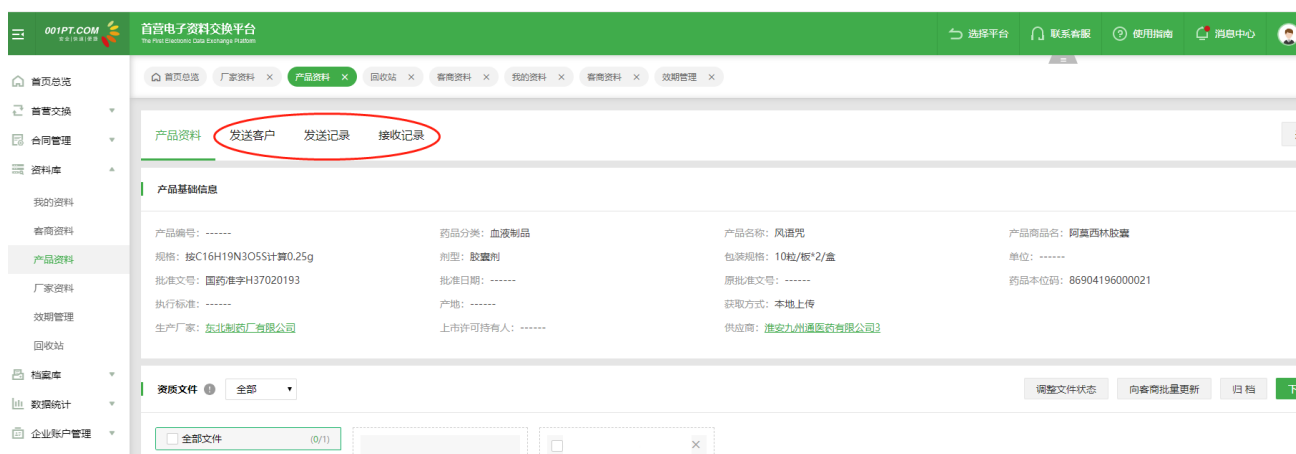 001PT.COM
安全|快速|便捷
首营电子资料交换平台
The First Electronic Data Exchange Platform
选择平台 联系客服 使用指南 消息中心
首页总览 厂家资料 × 产品资料 × 回收站 × 客商资料 × 我的资料 × 客商资料 × 效期管理 ×
首页总览
首营交换
合同管理
资料库
我的资料
客商资料
产品资料
厂家资料
效期管理
回收站
档案库
数据统计
企业账户管理
产品资料 发送客户 发送记录 接收记录
产品基础信息
产品编号：------ 药品分类：血液制品 产品名称：风语咒 产品商品名：阿莫西林胶囊
规格：按C16H19N3O5S计算0.25g 剂型：胶囊剂 包装规格：10粒/板*2/盒 单位：------
批准文号：国药准字H37020193 批准日期：------ 原批准文号：------ 药品本位码：86904196000021
执行标准：------ 产地：------ 获取方式：本地上传
生产厂家：东北制药厂有限公司 上市许可持有人：------ 供应商：淮安九州通医药有限公司3
资质文件 全部 调整文件状态 向客商批量更新 归档 下
全部文件 (0/1) ×